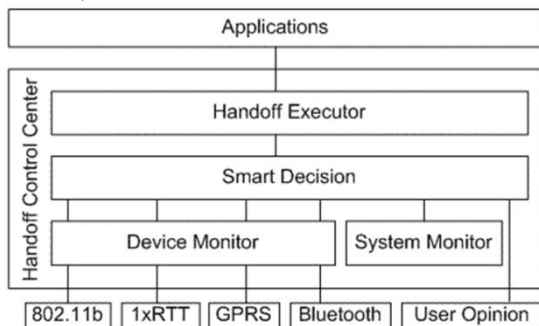 Applications
Handoff Control Center
Handoff Executor
Smart Decision
Device Monitor
System Monitor
802.11b
1xRTT
GPRS
Bluetooth
User Opinion